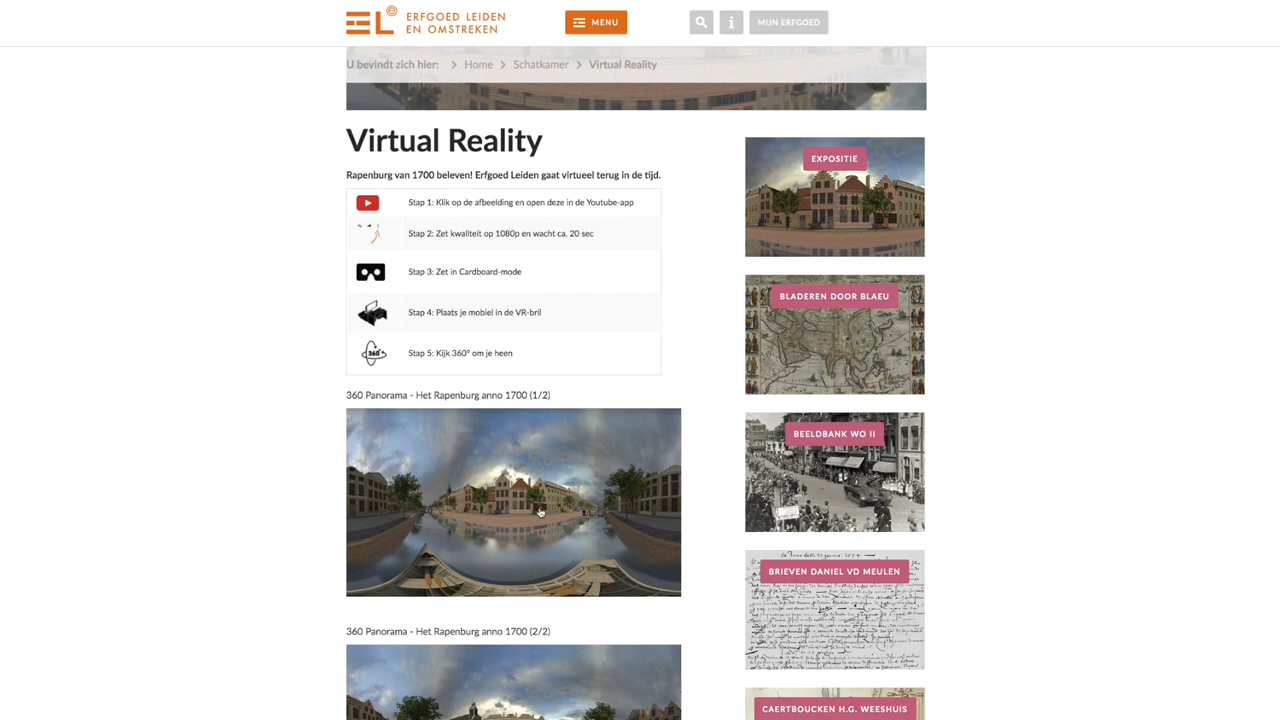 ERFGOED LEIDEN
EN OMSTREKEN
MENU
MIJN ERFGOED
U bevindt zich hier: > Home > Schatkamer > Virtual Reality
Virtual Reality
Rapenburg van 1700 beleven! Erfgoed Leiden gaat virtueel terug in de tijd.
Stap 1: Klik op de afbeelding en open deze in de Youtube-app
Stap 2: Zet kwaliteit op 1080p en wacht ca. 20 sec
Stap 3: Zet in Cardboard-mode
Stap 4: Plaats je mobiel in de VR-bril
360°
Stap 5: Kijk 360° om je heen
360 Panorama - Het Rapenburg anno 1700 (1/2)
360 Panorama - Het Rapenburg anno 1700 (2/2)
EXPOSITIE
BLADEREN DOOR BLAEU
BEELDBANK WO II
BRIEVEN DANIEL VD MEULEN
CAERTBOUCKEN H.G. WEESHUIS